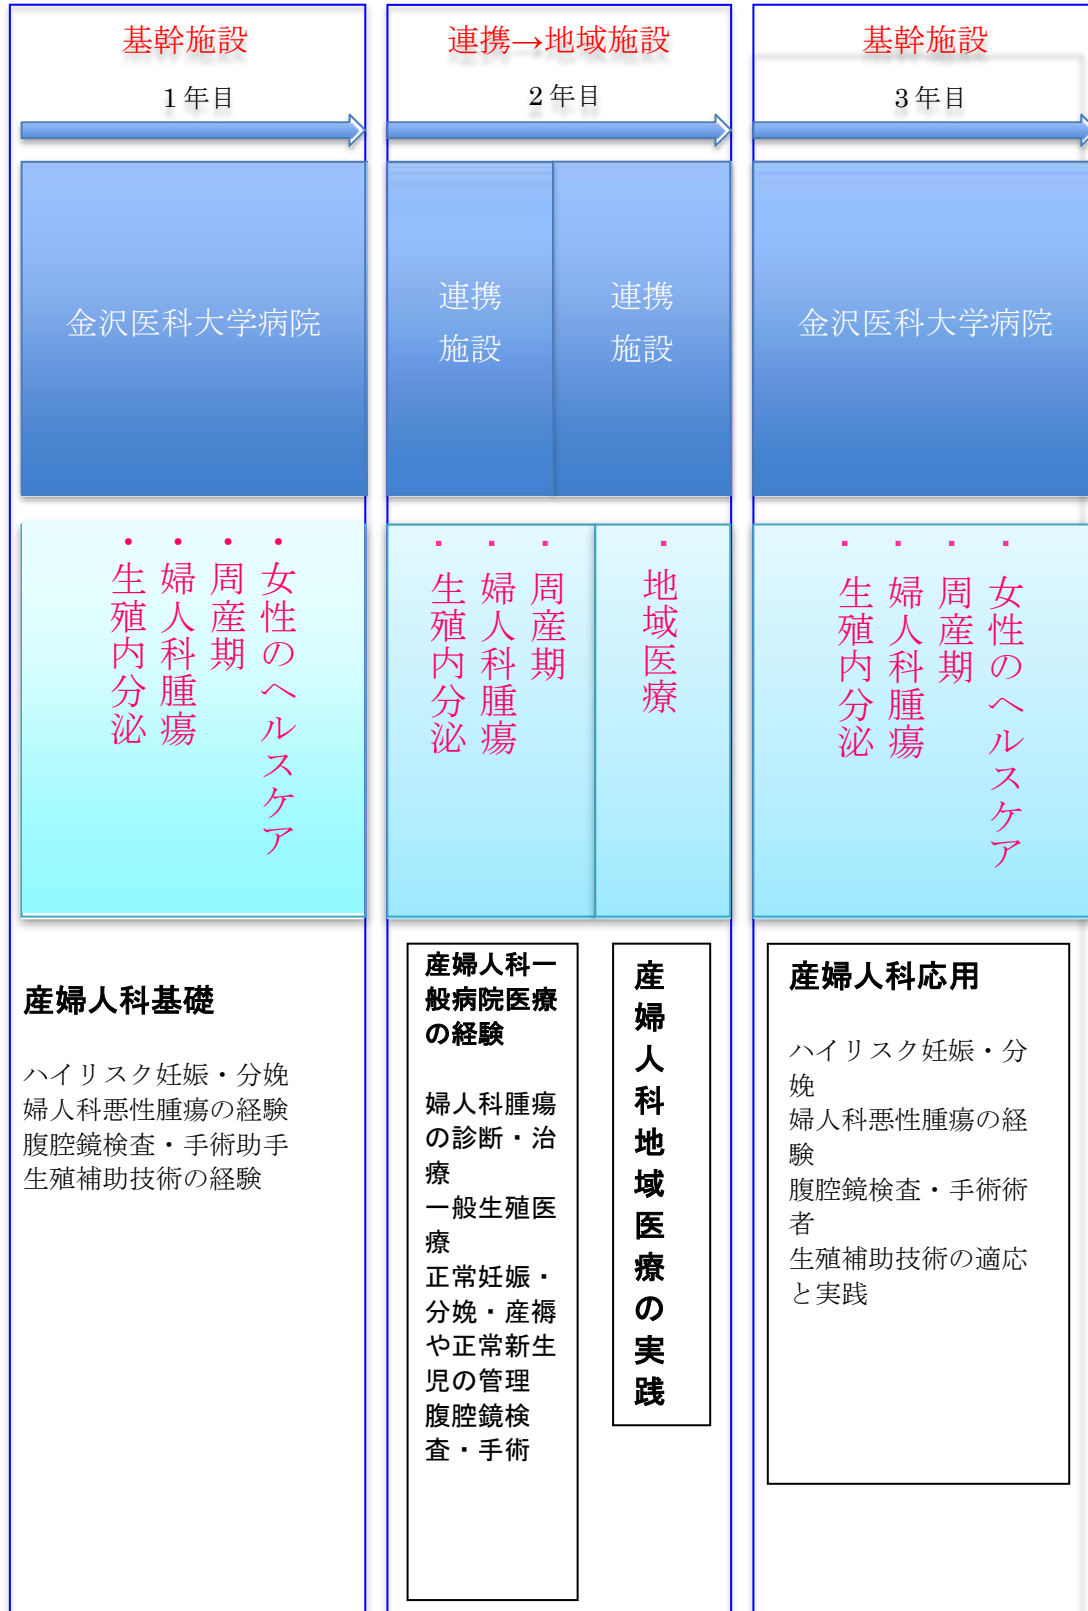 基幹施設
1年目
金沢医科大学病院
・女性のヘルスケア
・周産期
・婦人科腫瘍
・生殖内分泌
産婦人科基礎
ハイリスク妊娠・分娩
婦人科悪性腫瘍の経験
腹腔鏡検査・手術助手
生殖補助技術の経験
連携→地域施設
2年目
連携
施設
連携
施設
・周産期
・婦人科腫瘍
・生殖内分泌
・地域医療
産婦人科一
般病院医療
の経験
婦人科腫瘍
の診断・治
療
一般生殖医
療
正常妊娠・
分娩・産褥
や正常新生
児の管理
腹腔鏡検
査・手術
産婦人科地域医療の実践
基幹施設
3年目
金沢医科大学病院
・女性のヘルスケア
・周産期
・婦人科腫瘍
・生殖内分泌
産婦人科応用
ハイリスク妊娠・分
娩
婦人科悪性腫瘍の経
験
腹腔鏡検査・手術術
者
生殖補助技術の適応
と実践